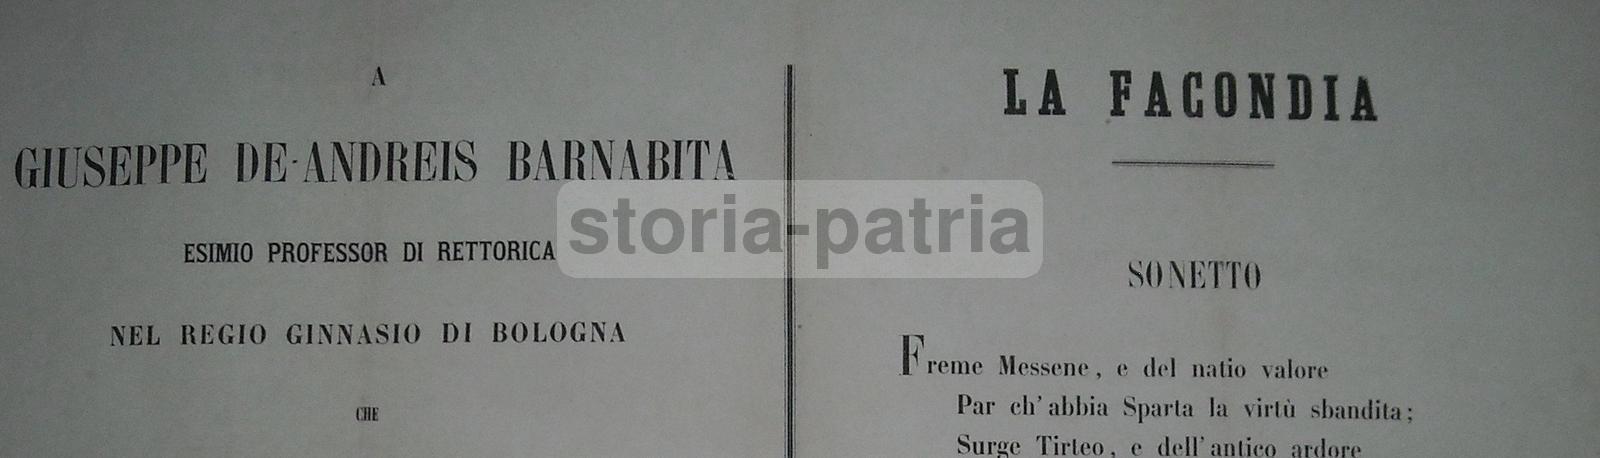 A
GIUSEPPE DE-ANDREIS BARNABITA
ESIMIO PROFESSOR DI RETTORICA
NEL REGIO GINNASIO DI BOLOGNA
CHE
LA FACONDIA
SONETTO
Freme Messene, e del natio valore
Par ch'abbia Sparta la virtù sbandita;
Surge Tirteo, e dell'antico ardore
storia-patria